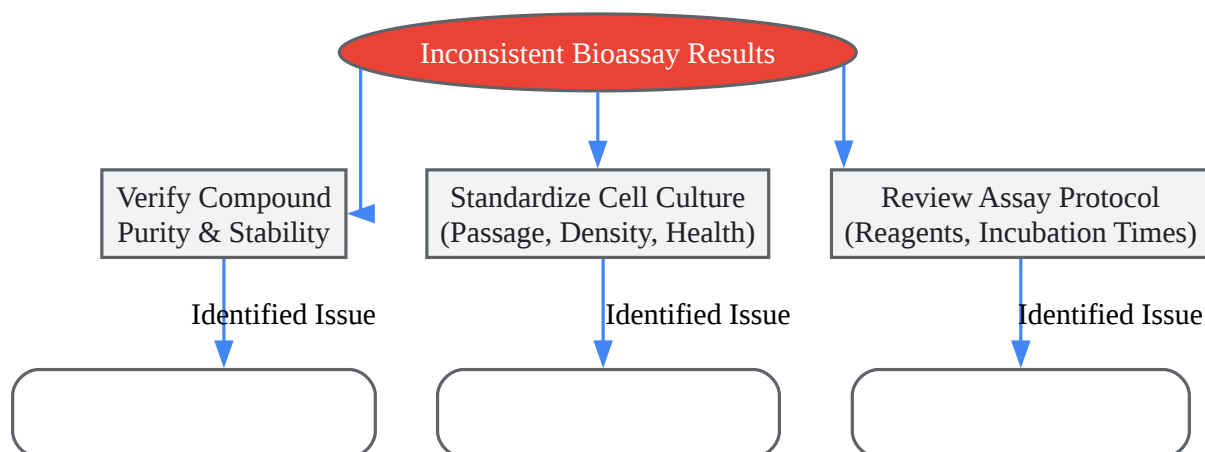 Inconsistent Bioassay Results
Verify Compound
Purity & Stability
Standardize Cell Culture
(Passage, Density, Health)
Review Assay Protocol
(Reagents, Incubation Times)
Identified Issue
Identified Issue
Identified Issue